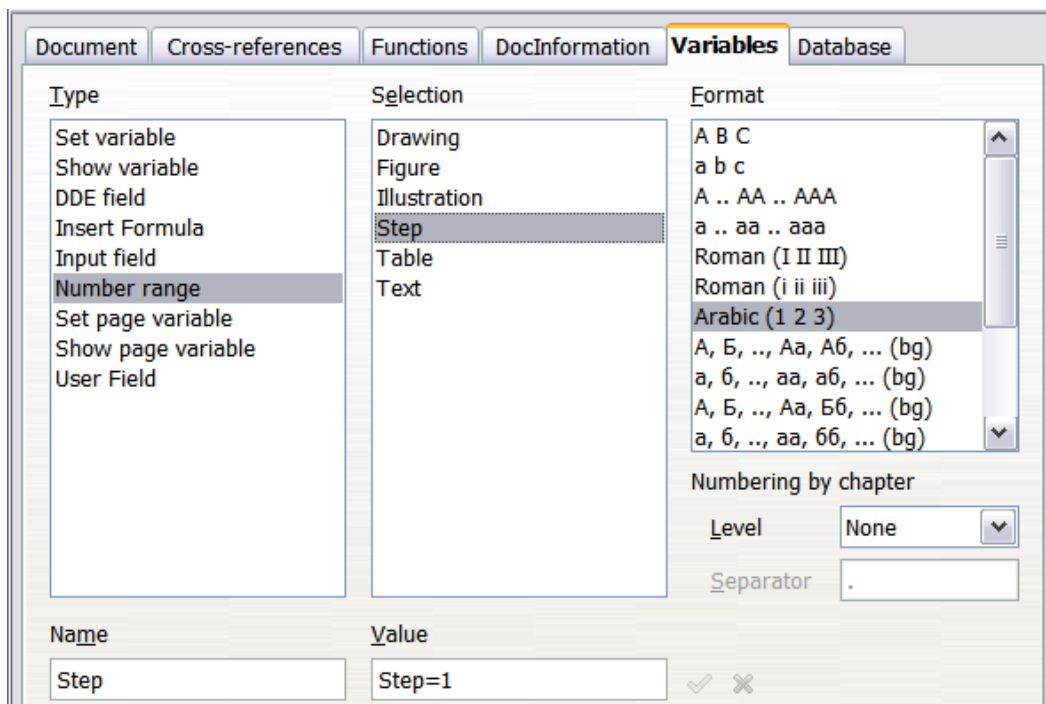 Document Cross-references Functions DocInformation Variables Database
Type
Set variable
Show variable
DDE field
Insert Formula
Input field
Number range
Set page variable
Show page variable
User Field
Selection
Drawing
Figure
Illustration
Step
Table
Text
Format
A B C
a b c
A .. AA .. AAA
a .. aa .. aaa
Roman (I II III)
Roman (i ii iii)
Arabic (1 2 3)
А, Б, .., Аа, Аб, ... (bg)
а, б, .., аа, аб, ... (bg)
А, Б, .., Аа, Бб, ... (bg)
а, б, .., аа, бб, ... (bg)
Numbering by chapter
Level None
Separator .
Name
Step
Value
Step=1